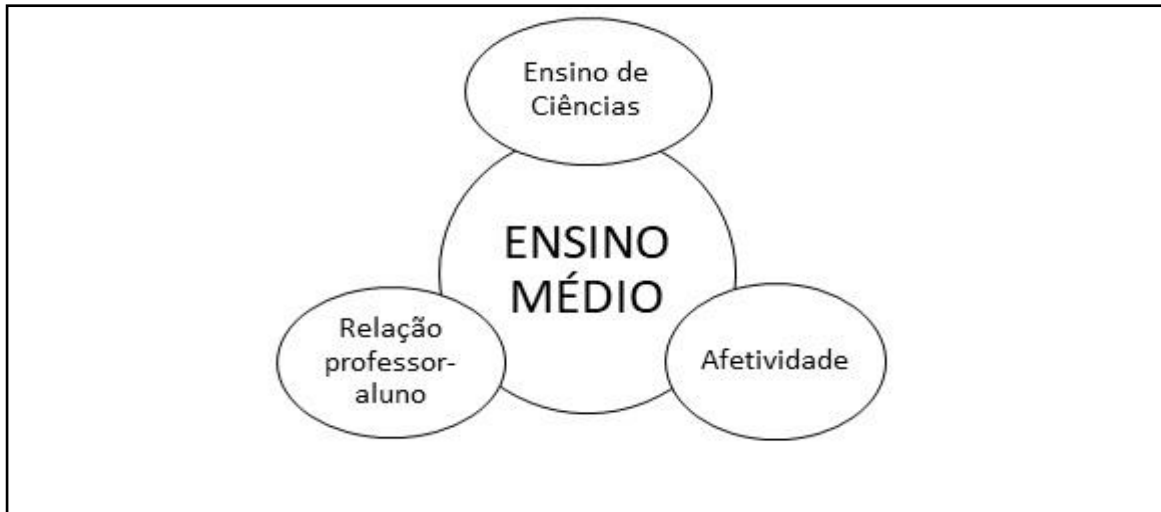 Ensino de
Ciências
ENSINO
MÉDIO
Relação
professor-
aluno
Afetividade